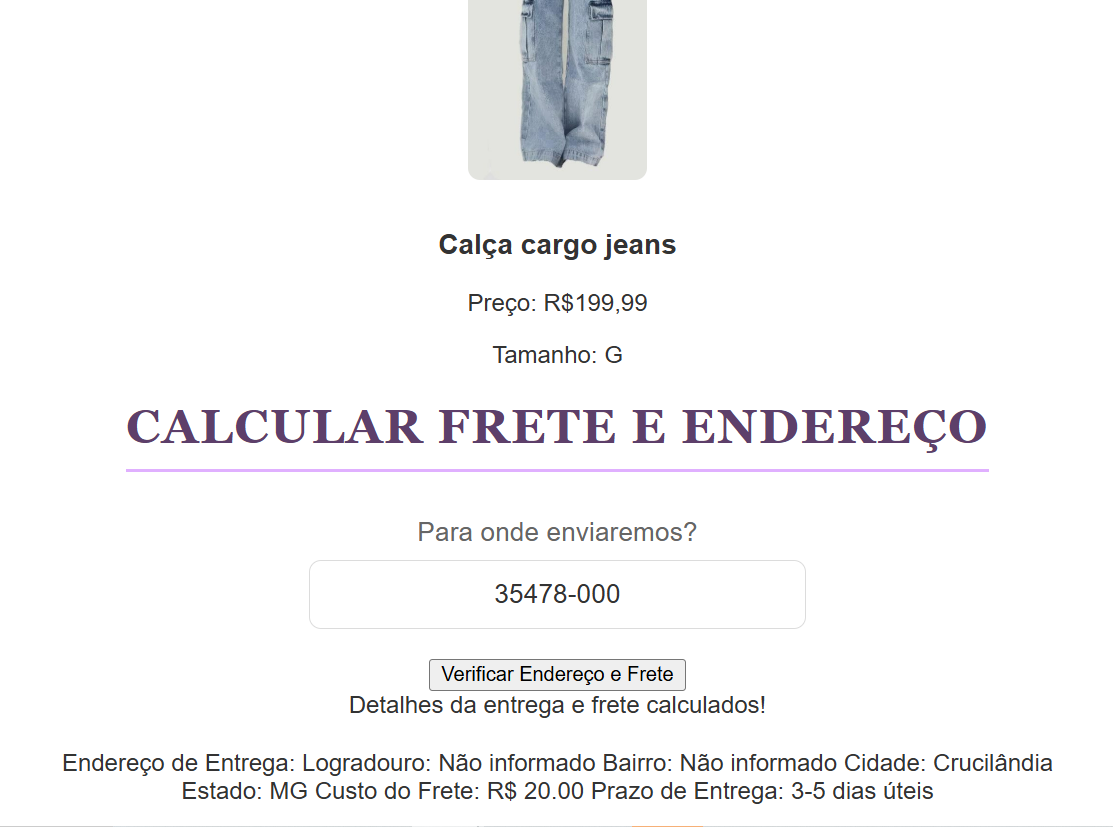 Calça cargo jeans
Preço: R$199,99
Tamanho: G
CALCULAR FRETE E ENDEREÇO
Para onde enviaremos?
35478-000
Verificar Endereço e Frete
Detalhes da entrega e frete calculados!
Endereço de Entrega: Logradouro: Não informado Bairro: Não informado Cidade: Crucilândia
Estado: MG Custo do Frete: R$ 20.00 Prazo de Entrega: 3-5 dias úteis